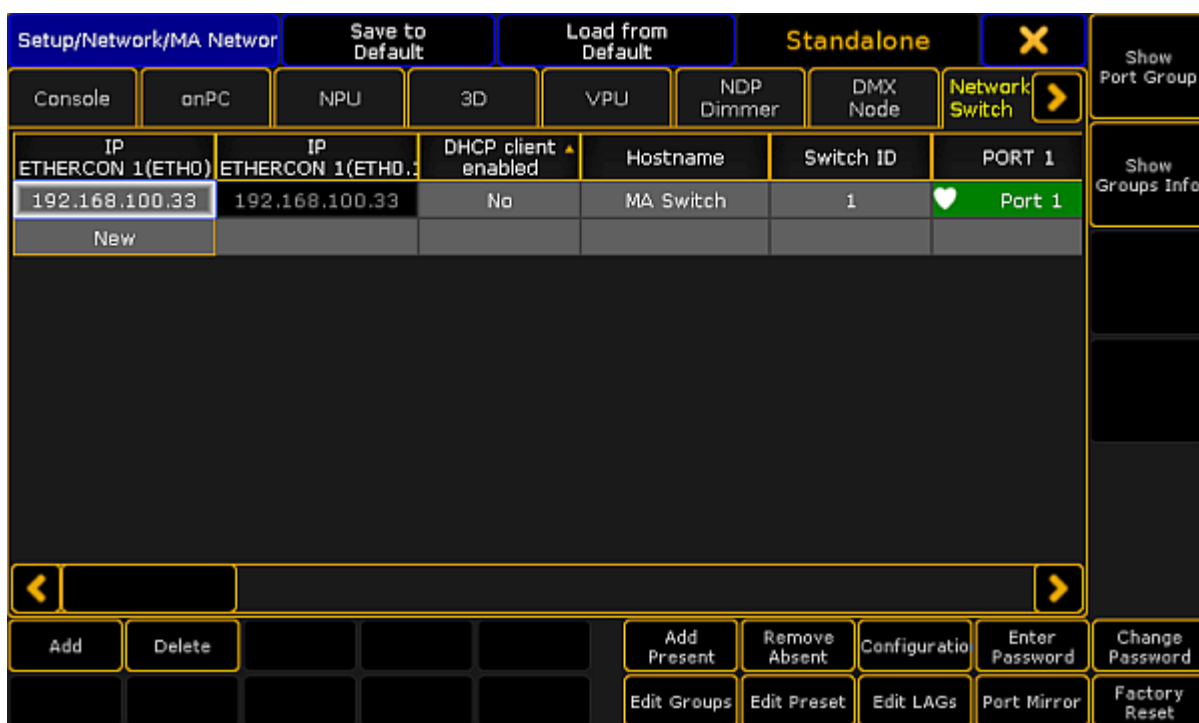 Setup/Network/MA Networ
Save to
Default
Load from
Default
Standalone
Show
Port Group
Console
onPC
NPU
3D
VPU
NDP
Dimmer
DMX
Node
Network
Switch
IP
ETHERCON 1(ETH0)
IP
ETHERCON 1(ETH0.1
DHCP client
enabled
Hostname
Switch ID
PORT 1
Show
Groups Info
192.168.100.33
192.168.100.33
No
MA Switch
1
Port 1
New
Add
Delete
Add
Present
Remove
Absent
Configuratio
Enter
Password
Change
Password
Edit Groups
Edit Preset
Edit LAGs
Port Mirror
Factory
Reset